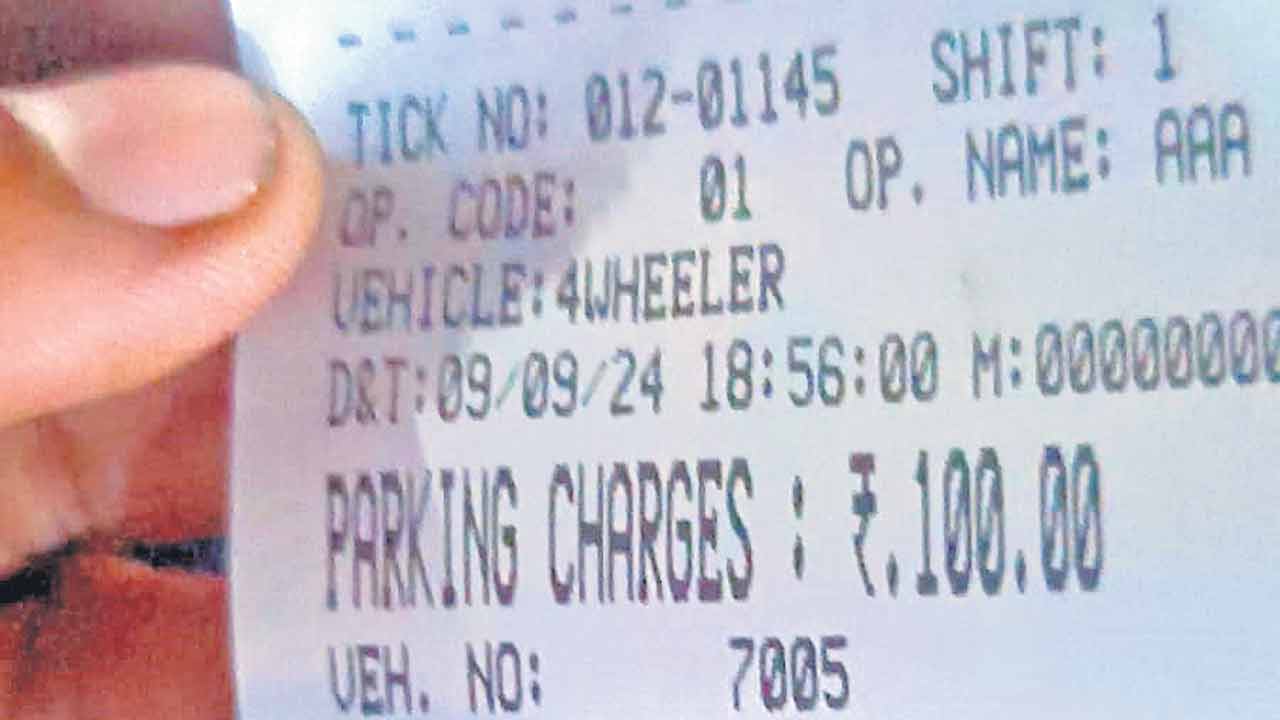 TICK NO: 012-01145 SHIFT: 1
OP. CODE: 01 OP. NAME: AAA
VEHICLE:4WHEELER
D&T:09/09/24 18:56:00 M:00000000
PARKING CHARGES : ₹.100.00
VEH. NO: 7005